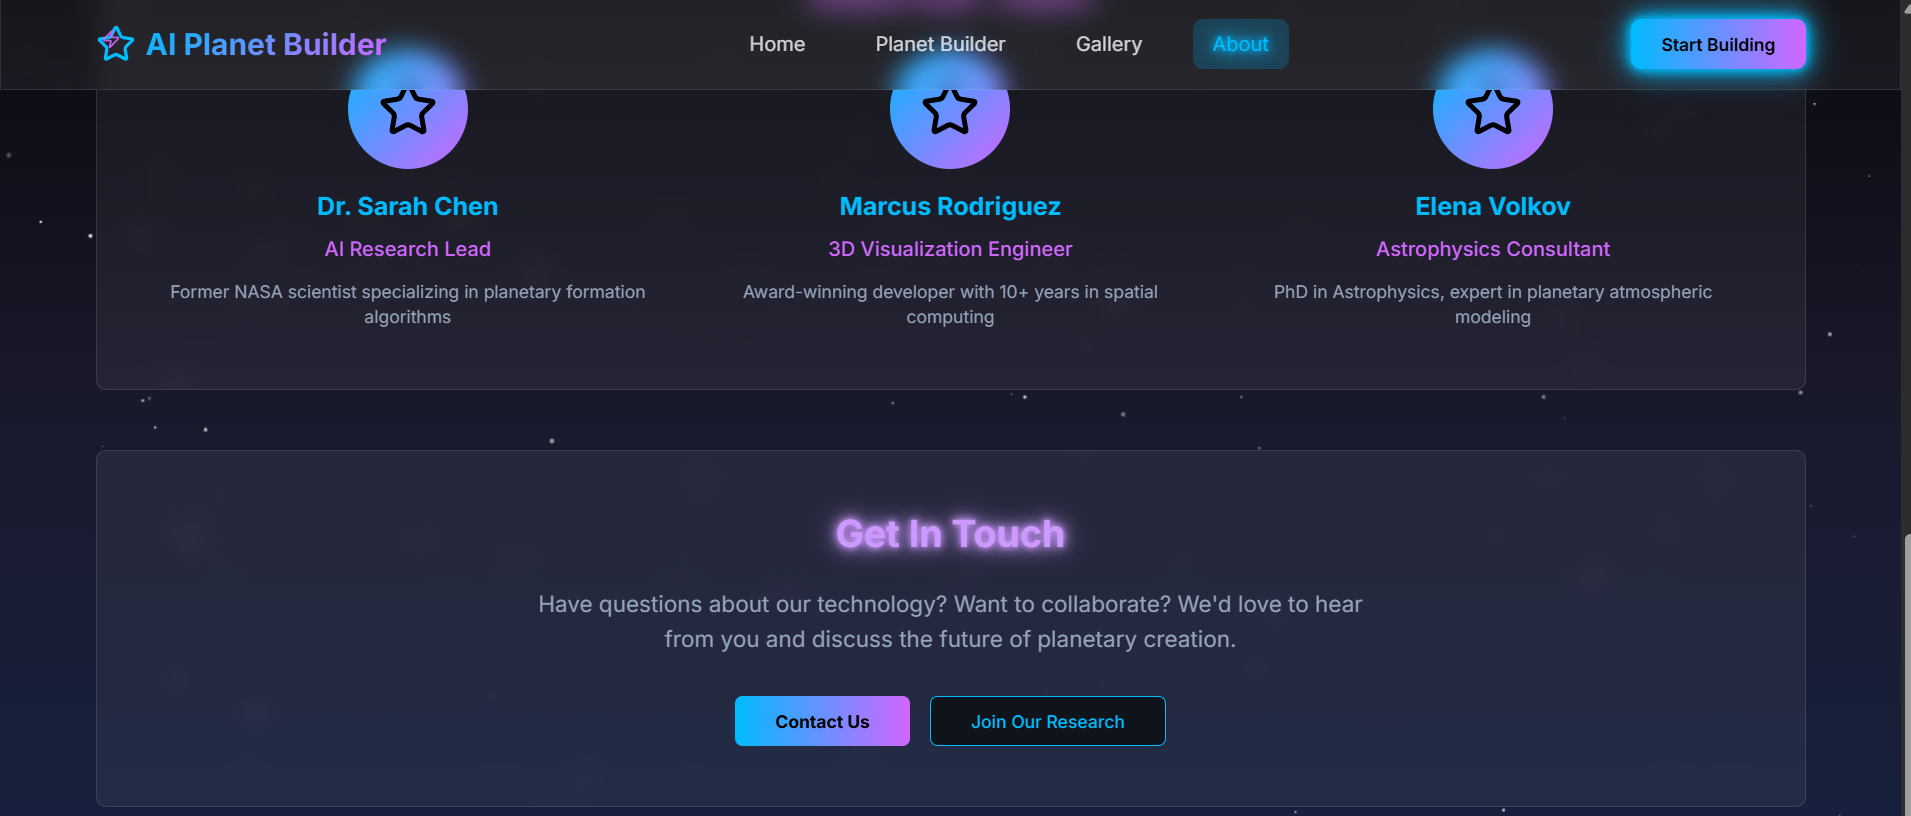 AI Planet Builder
Home
Planet Builder
Gallery
About
Start Building
Dr. Sarah Chen
AI Research Lead
Former NASA scientist specializing in planetary formation
algorithms
Marcus Rodriguez
3D Visualization Engineer
Award-winning developer with 10+ years in spatial
computing
Elena Volkov
Astrophysics Consultant
PhD in Astrophysics, expert in planetary atmospheric
modeling
Get In Touch
Have questions about our technology? Want to collaborate? We'd love to hear
from you and discuss the future of planetary creation.
Contact Us
Join Our Research